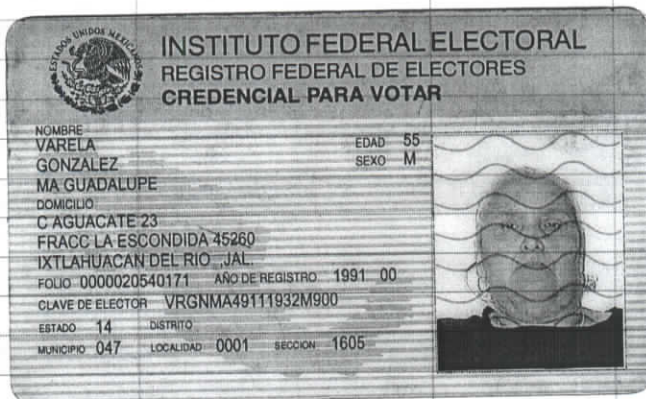 ESTADOS UNIDOS MEXICANOS
INSTITUTO FEDERAL ELECTORAL
REGISTRO FEDERAL DE ELECTORES
CREDENCIAL PARA VOTAR
NOMBRE
VARELA EDAD 55
GONZALEZ SEXO M
MA GUADALUPE
DOMICILIO
C AGUACATE 23
FRACC LA ESCONDIDA 45260
IXTLAHUACAN DEL RIO ,JAL.
FOLIO 0000020540171 AÑO DE REGISTRO 1991 00
CLAVE DE ELECTOR VRGNMA49111932M900
ESTADO 14 DISTRITO
MUNICIPIO 047 LOCALIDAD 0001 SECCION 1605